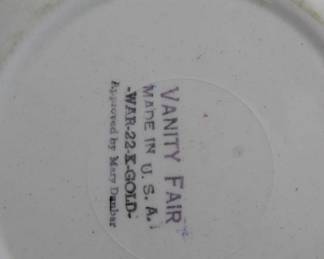 VANITY FAIR
MADE IN U.S.A.
-WAR-22-K-GOLD-
Approved by Mary Dunbar